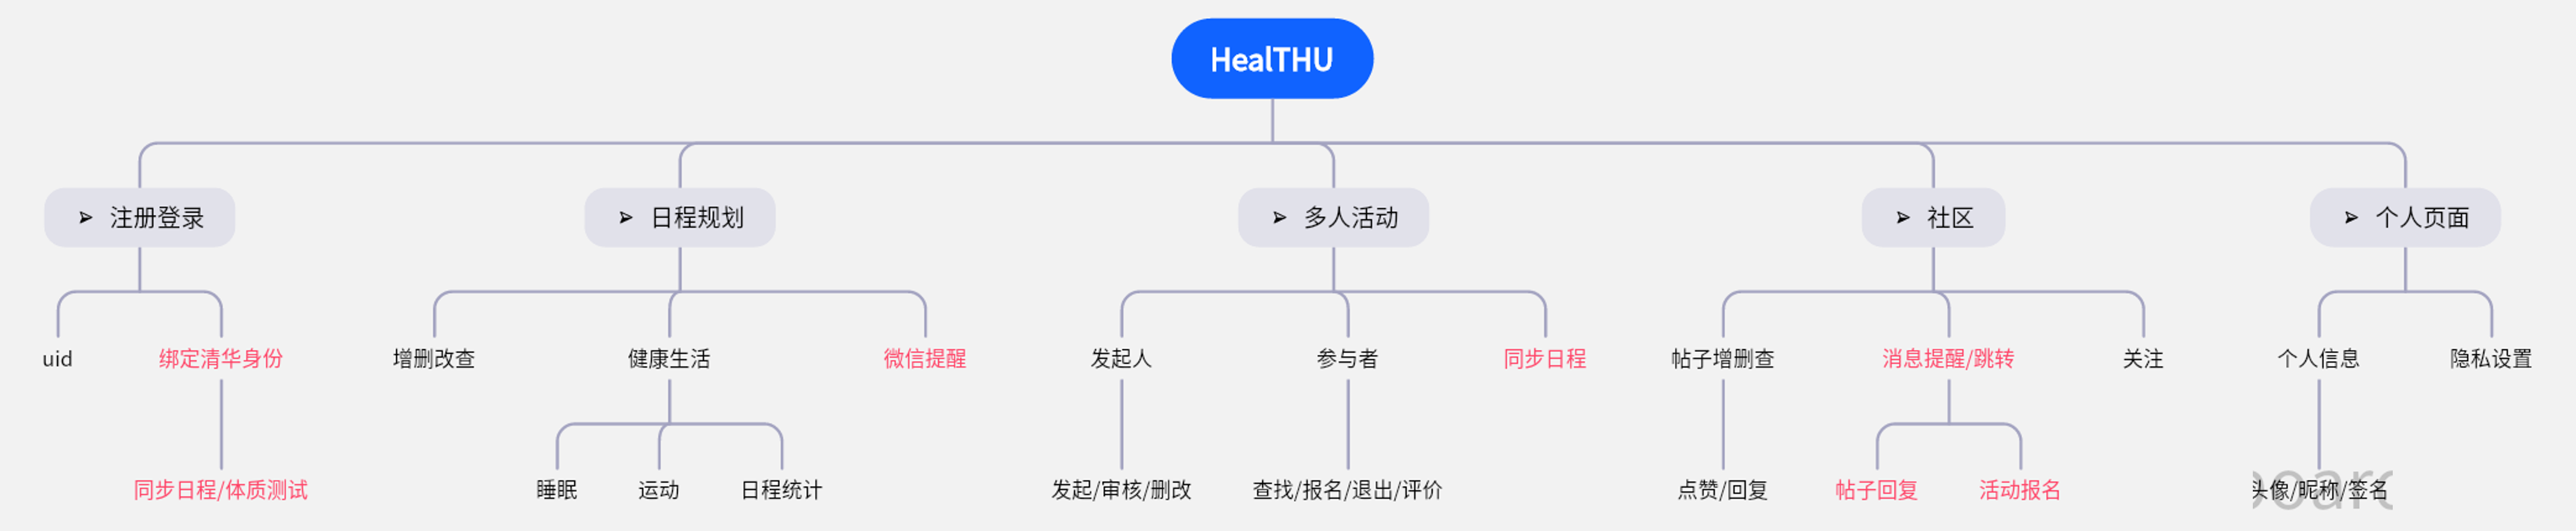 HealTHU
➢ 注册登录
➢ 日程规划
➢ 多人活动
➢ 社区
➢ 个人页面
uid
绑定清华身份
增删改查
健康生活
微信提醒
发起人
参与者
同步日程
帖子增删查
消息提醒/跳转
关注
个人信息
隐私设置
同步日程/体质测试
睡眠
运动
日程统计
发起/审核/删改
查找/报名/退出/评价
点赞/回复
帖子回复
活动报名
头像/昵称/签名